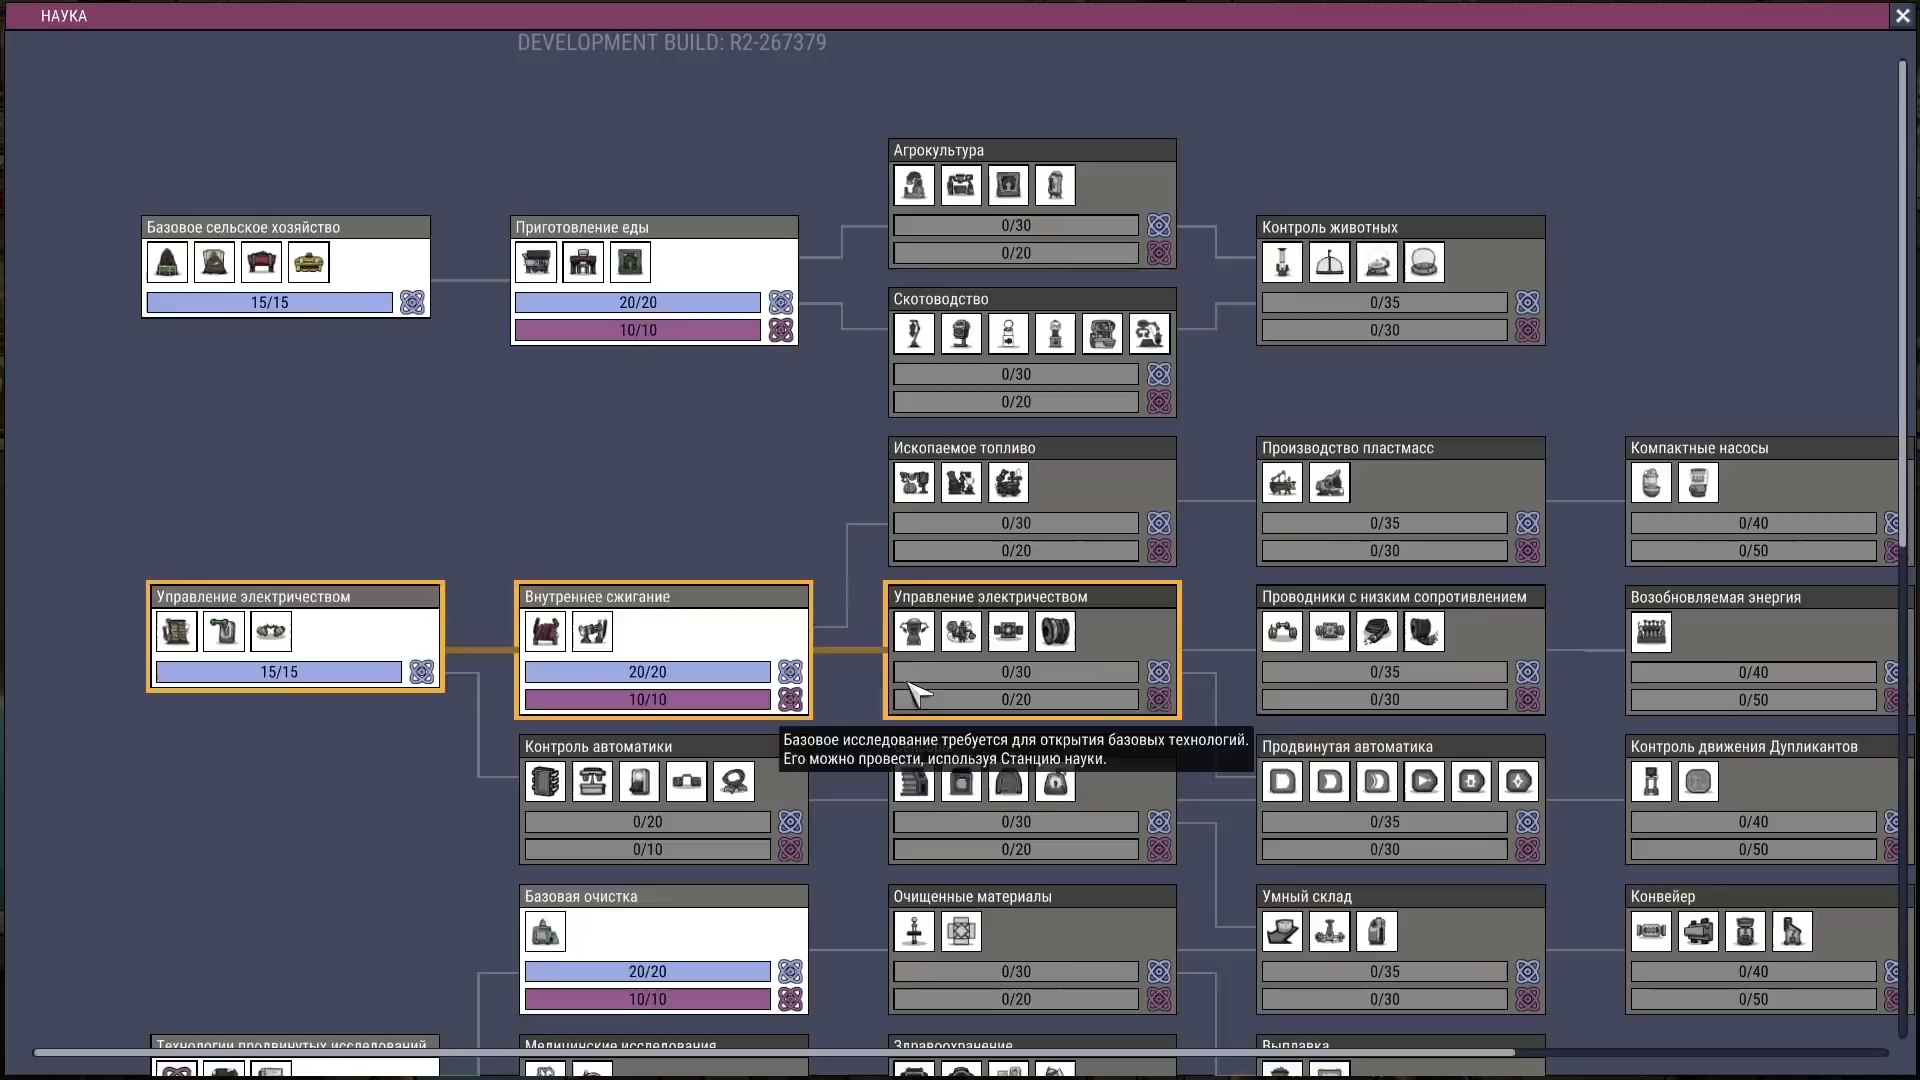 НАУКА
DEVELOPMENT BUILD: R2-267379
Агрокультура
0/30
0/20
Базовое сельское хозяйство
15/15
Приготовление еды
20/20
10/10
Контроль животных
0/35
0/30
Скотоводство
0/30
0/20
Ископаемое топливо
0/30
0/20
Производство пластмасс
0/35
0/30
Компактные насосы
0/40
0/50
Управление электричеством
15/15
Внутреннее сжигание
20/20
10/10
Управление электричеством
0/30
0/20
Проводники с низким сопротивлением
0/35
0/30
Возобновляемая энергия
0/40
0/50
Базовое исследование требуется для открытия базовых технологий.
Его можно провести, используя Станцию науки.
Контроль автоматики
0/20
0/10
0/30
0/20
Продвинутая автоматика
0/35
0/30
Контроль движения Дупликантов
0/40
0/50
Базовая очистка
20/20
10/10
Очищенные материалы
0/30
0/20
Умный склад
0/35
0/30
Конвейер
0/40
0/50
Технологии продвинутых исследований
Медицинские исследования
Здравоохранение
Выплавка